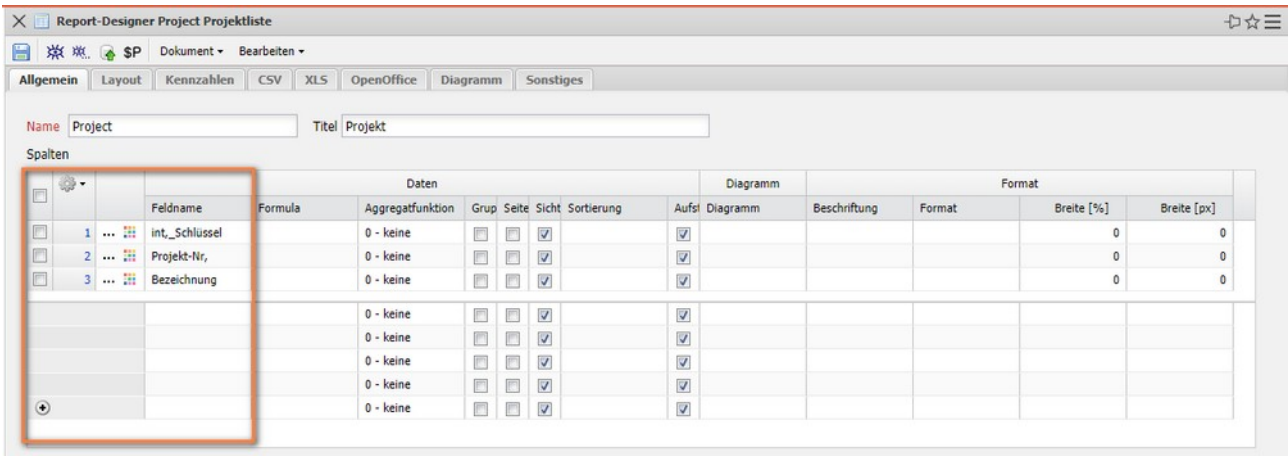 Report-Designer Project Projektliste
$P Dokument Bearbeiten
Allgemein Layout Kennzahlen CSV XLS OpenOffice Diagramm Sonstiges
Name Project Titel Projekt
Spalten
Daten Diagramm Format
Feldname Formula Aggregatfunktion Grup Seite Sicht Sortierung Aufst Diagramm Beschriftung Format Breite [%] Breite [px]
1 ... int,_Schlüssel 0 - keine 0 0
2 ... Projekt-Nr, 0 - keine 0 0
3 ... Bezeichnung 0 - keine 0 0
0 - keine
0 - keine
0 - keine
0 - keine
0 - keine